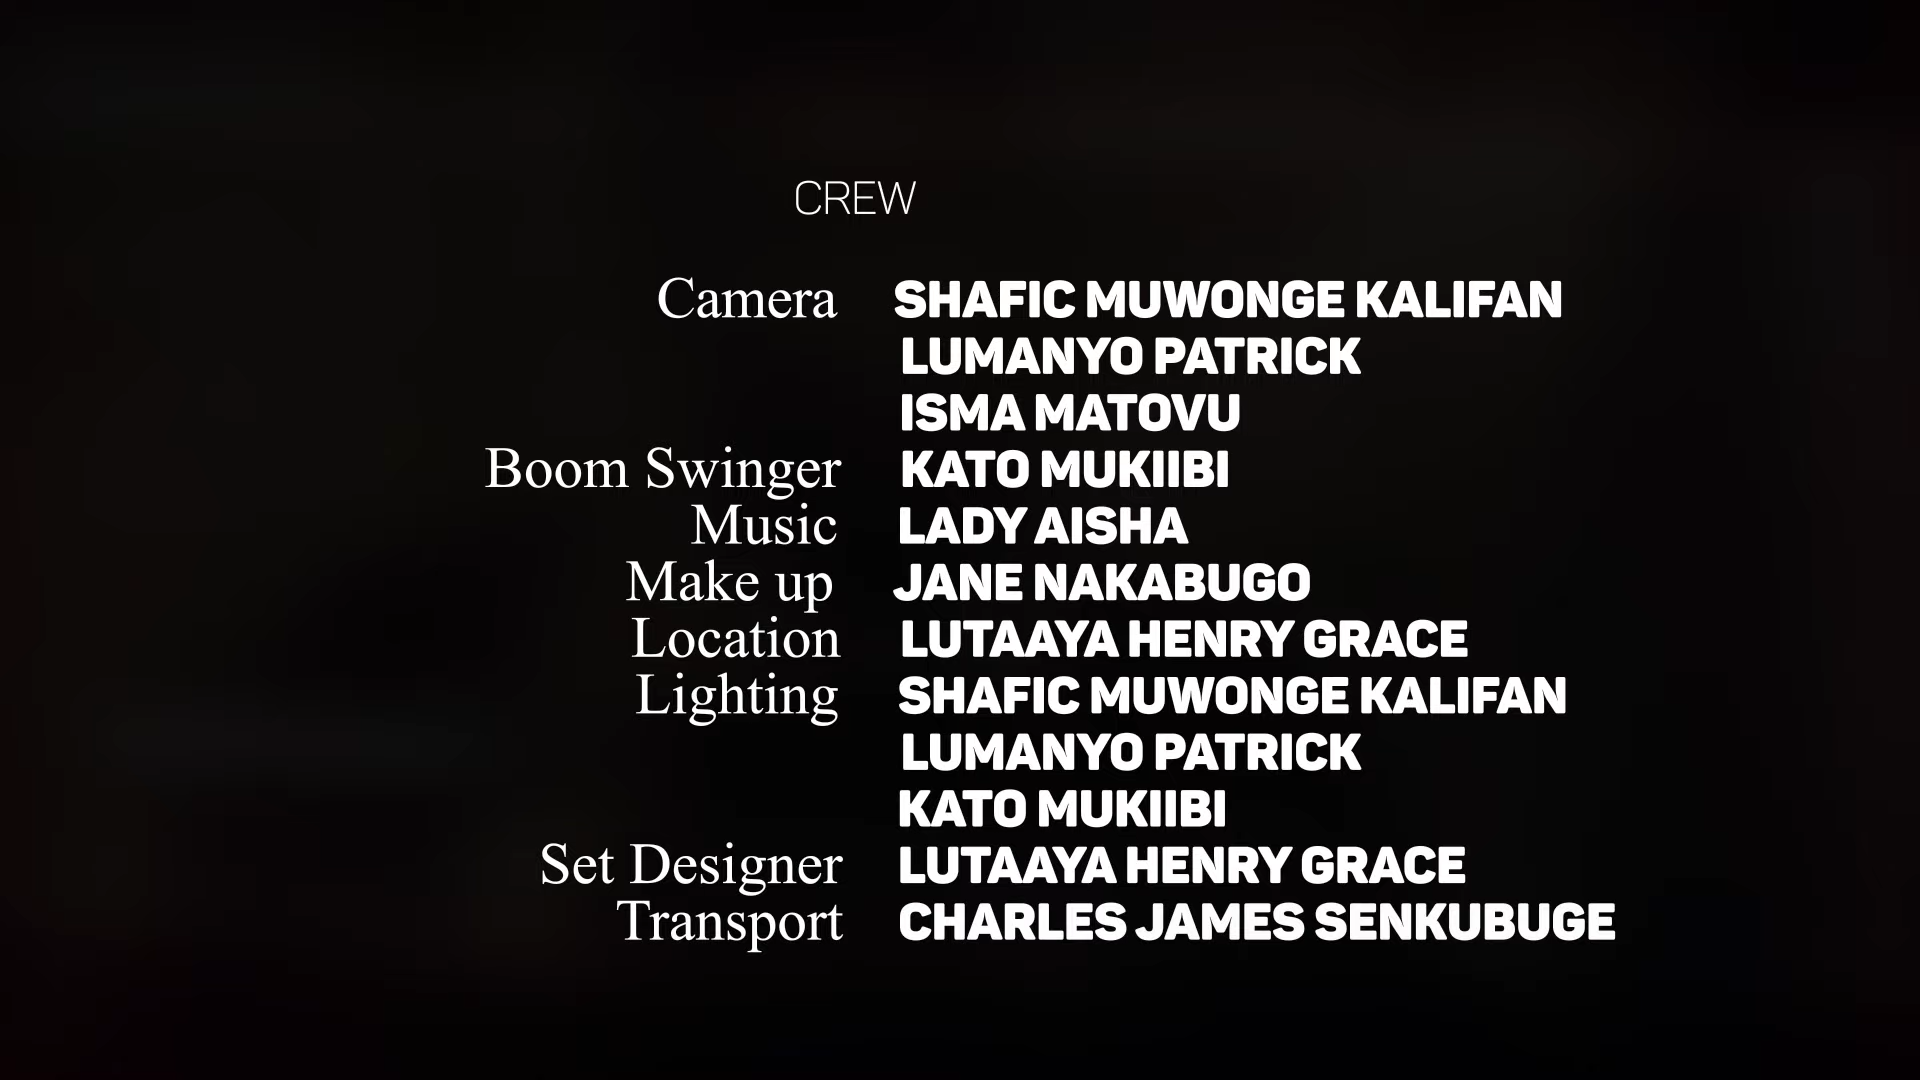 CREW
Camera SHAFIC MUWONGE KALIFAN
LUMANYO PATRICK
ISMA MATOVU
Boom Swinger KATO MUKIIBI
Music LADY AISHA
Make up JANE NAKABUGO
Location LUTAAYA HENRY GRACE
Lighting SHAFIC MUWONGE KALIFAN
LUMANYO PATRICK
KATO MUKIIBI
Set Designer LUTAAYA HENRY GRACE
Transport CHARLES JAMES SENKUBUGE